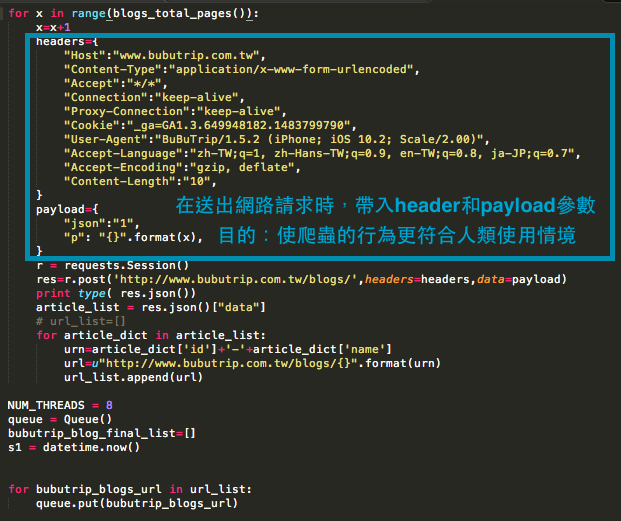 for x in range(blogs_total_pages()):
    x=x+1
    headers={
        "Host":"www.bubutrip.com.tw",
        "Content-Type":"application/x-www-form-urlencoded",
        "Accept":"*/*",
        "Connection":"keep-alive",
        "Proxy-Connection":"keep-alive",
        "Cookie":"_ga=GA1.3.649948182.1483799790",
        "User-Agent":"BuBuTrip/1.5.2 (iPhone; iOS 10.2; Scale/2.00)",
        "Accept-Language":"zh-TW;q=1, zh-Hans-TW;q=0.9, en-TW;q=0.8, ja-JP;q=0.7",
        "Accept-Encoding":"gzip, deflate",
        "Content-Length":"10",
    }
    payload={
        "json":"1",
        "p": "{}".format(x),
    }
在送出網路請求時，帶入header和payload參數
目的：使爬蟲的行為更符合人類使用情境
    r = requests.Session()
    res=r.post('http://www.bubutrip.com.tw/blogs/',headers=headers,data=payload)
    print type( res.json())
    article_list = res.json()["data"]
    # url_list=[]
    for article_dict in article_list:
        urn=article_dict['id']+'-'+article_dict['name']
        url=u"http://www.bubutrip.com.tw/blogs/{}".format(urn)
        url_list.append(url)
NUM_THREADS = 8
queue = Queue()
bubutrip_blog_final_list=[]
s1 = datetime.now()
for bubutrip_blogs_url in url_list:
    queue.put(bubutrip_blogs_url)